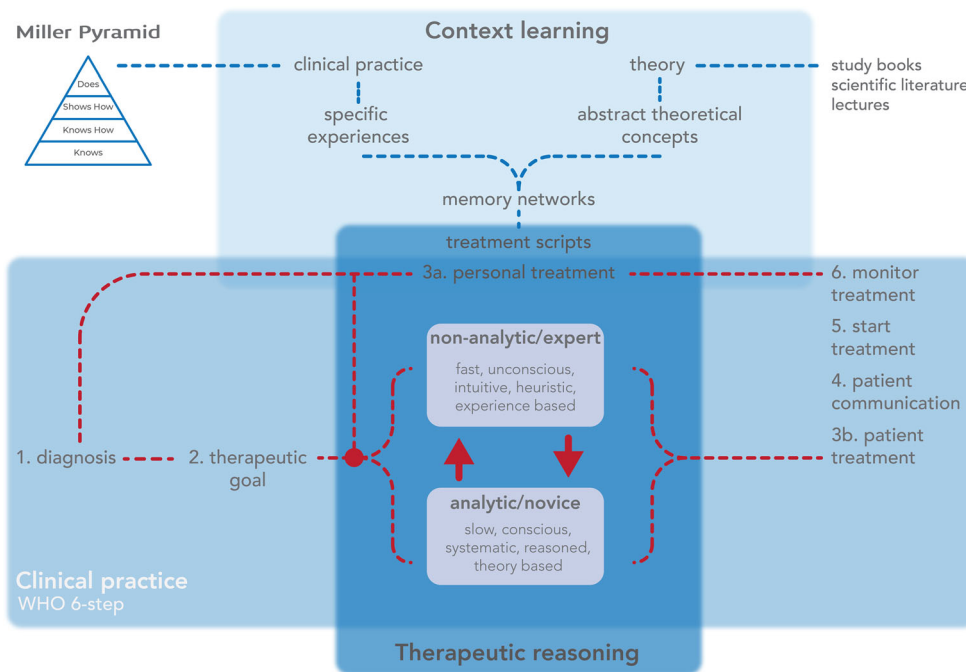 Miller Pyramid
Does
Shows How
Knows How
Knows
Context learning
clinical practice
theory
study books
scientific literature
lectures
specific
experiences
abstract theoretical
concepts
memory networks
treatment scripts
3a. personal treatment
6. monitor
treatment
5. start
treatment
4. patient
communication
3b. patient
treatment
non-analytic/expert
fast, unconscious,
intuitive, heuristic,
experience based
1. diagnosis
2. therapeutic
goal
analytic/novice
slow, conscious,
systematic, reasoned,
theory based
Clinical practice
WHO 6-step
Therapeutic reasoning